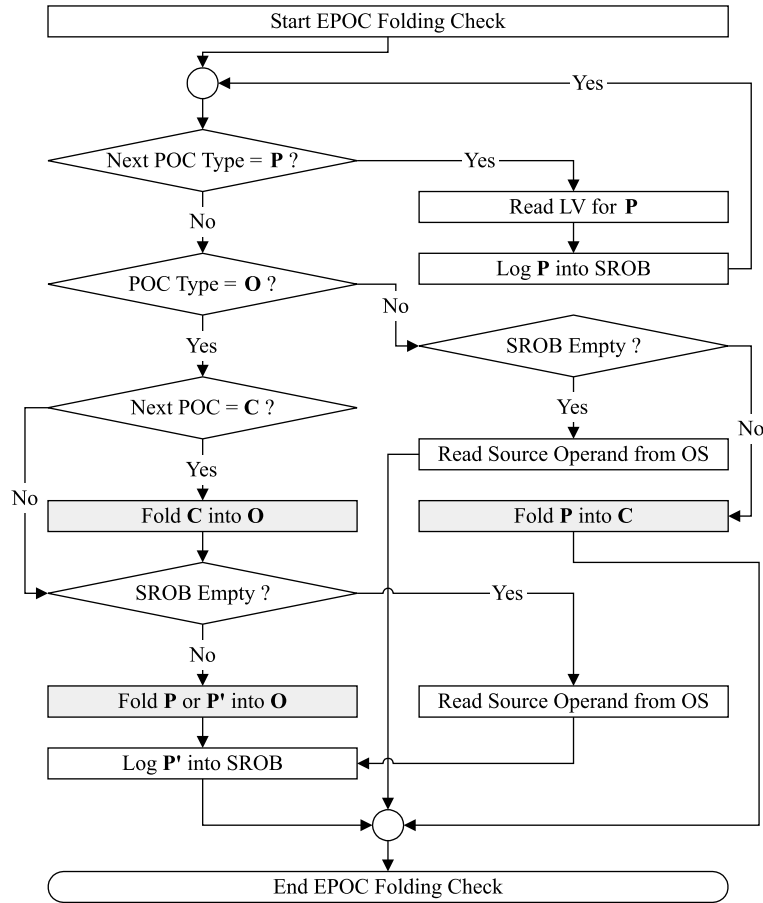 Start EPOC Folding Check
Yes
Next POC Type = P ?
Yes
Read LV for P
No
Log P into SROB
POC Type = O ?
No
Yes
SROB Empty ?
Next POC = C ?
Yes
No
Yes
Read Source Operand from OS
No
Fold C into O
Fold P into C
SROB Empty ?
Yes
No
Fold P or P' into O
Read Source Operand from OS
Log P' into SROB
End EPOC Folding Check